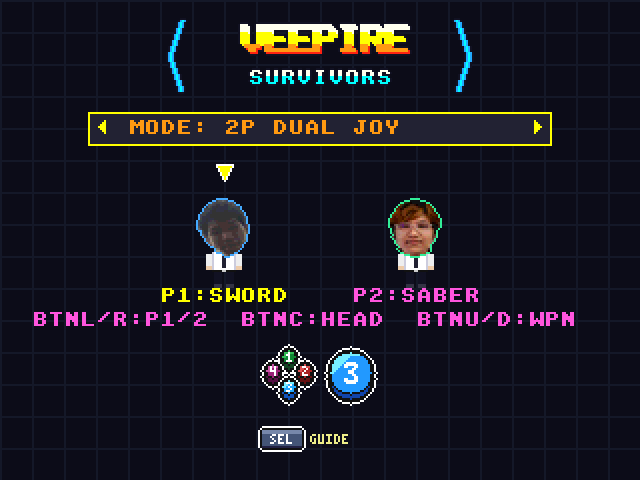 VEEPIRE
SURVIVORS
MODE: 2P DUAL JOY
P1:SWORD P2:SABER
BTNL/R:P1/2 BTNC:HEAD BTNU/D:WPN
1
4 2 3
3
SEL GUIDE